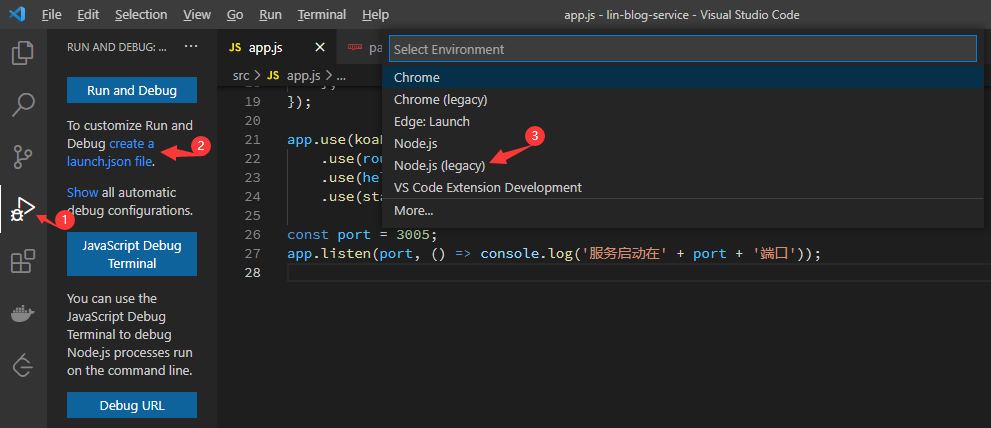 File Edit Selection View Go Run Terminal Help app.js - lin-blog-service - Visual Studio Code
RUN AND DEBUG: ... ···
Run and Debug
To customize Run and
Debug create a
launch.json file.
2
Show all automatic
debug configurations.
1
JavaScript Debug
Terminal
You can use the
JavaScript Debug
Terminal to debug
Node.js processes run
on the command line.
Debug URL
JS app.js
npm pa
src > JS app.js > ...
Select Environment
Chrome
Chrome (legacy)
Edge: Launch
Node.js
Node.js (legacy)
3
VS Code Extension Development
More...
19 });
20
21 app.use(koa
22 .use(rou
23 .use(hel
24 .use(sta
25
26 const port = 3005;
27 app.listen(port, () => console.log('服务启动在' + port + '端口'));
28